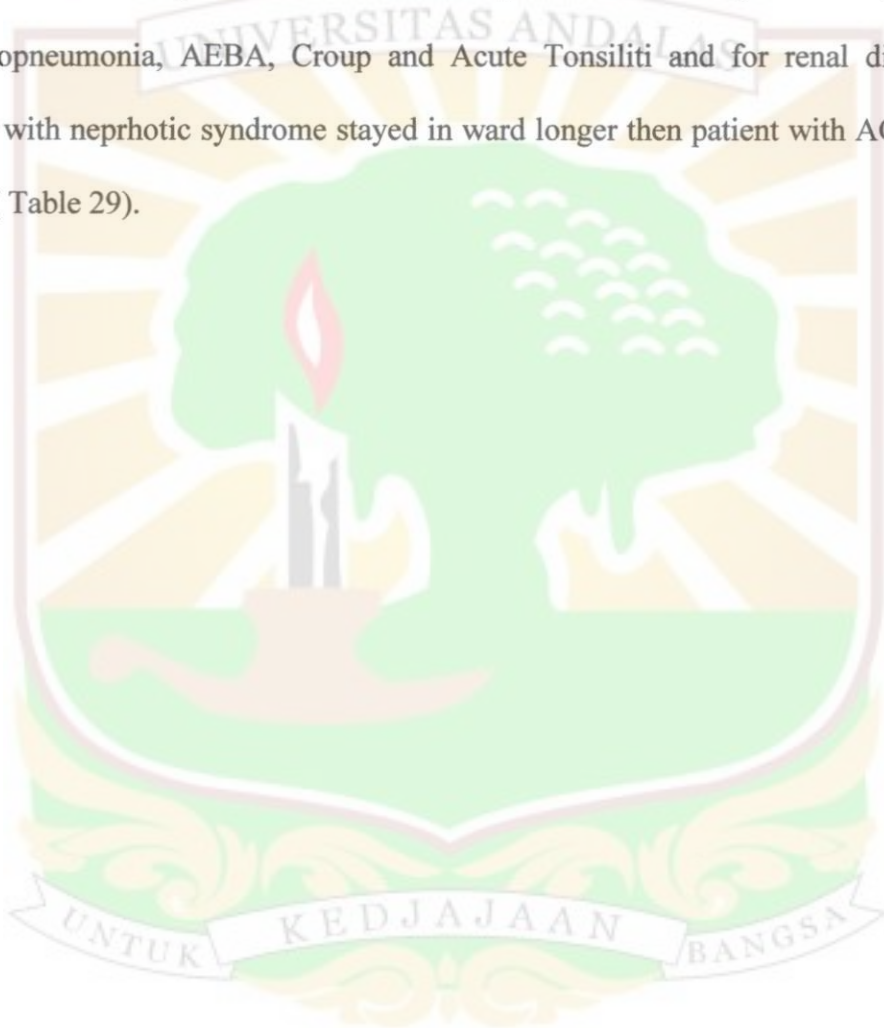 UNIVERSITAS ANDALAS
opneumonia, AEBA, Croup and Acute Tonsiliti and for renal di
with neprhotic syndrome stayed in ward longer then patient with
Table 29).
UNTUK KEDJAJAAN BANGSA